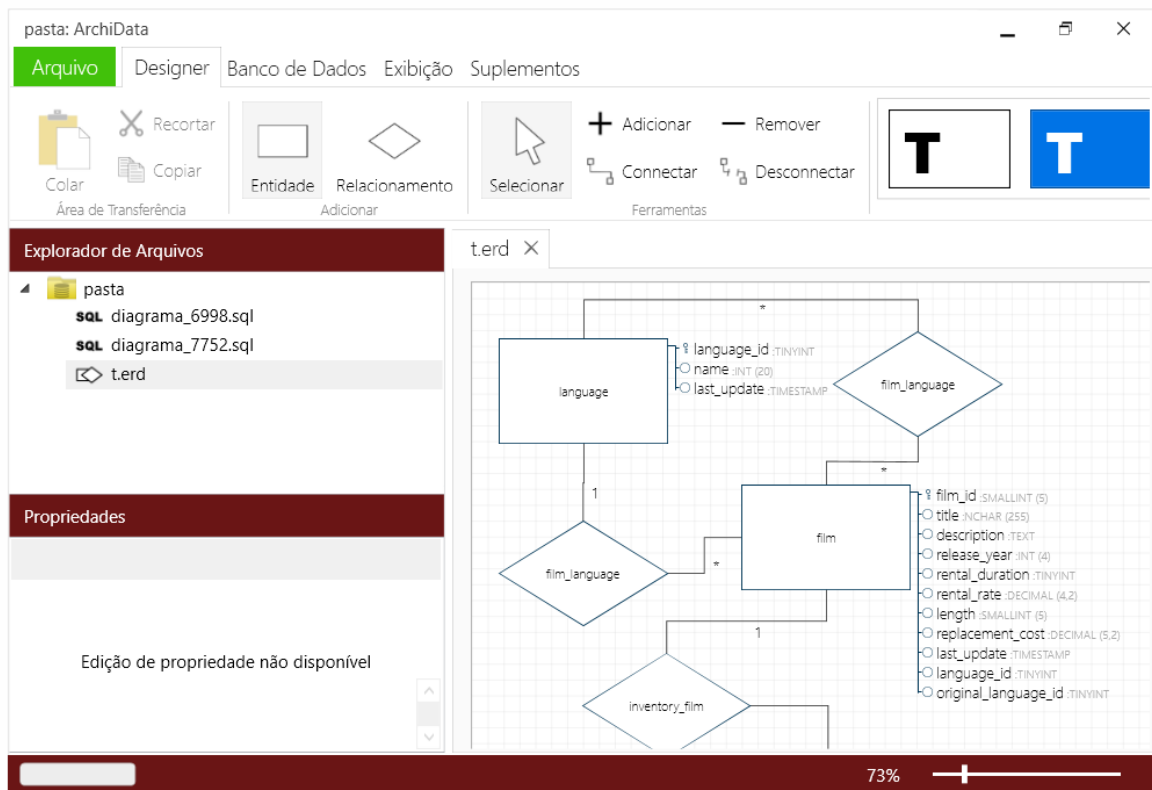 pasta: ArchiData
Arquivo Designer Banco de Dados Exibição Suplementos
Colar
Recortar
Copiar
Área de Transferência
Entidade
Relacionamento
Adicionar
Selecionar
Adicionar
Remover
Connectar
Desconnectar
Ferramentas
T T
Explorador de Arquivos
pasta
SQL diagrama_6998.sql
SQL diagrama_7752.sql
t.erd
Propriedades
Edição de propriedade não disponível
t.erd
*
language
language_id :TINYINT
name :INT (20)
last_update :TIMESTAMP
film_language
*
1
film_language
*
film
film_id :SMALLINT (5)
title :NCHAR (255)
description :TEXT
release_year :INT (4)
rental_duration :TINYINT
rental_rate :DECIMAL (4,2)
length :SMALLINT (5)
replacement_cost :DECIMAL (5,2)
last_update :TIMESTAMP
language_id :TINYINT
original_language_id :TINYINT
1
inventory_film
73%